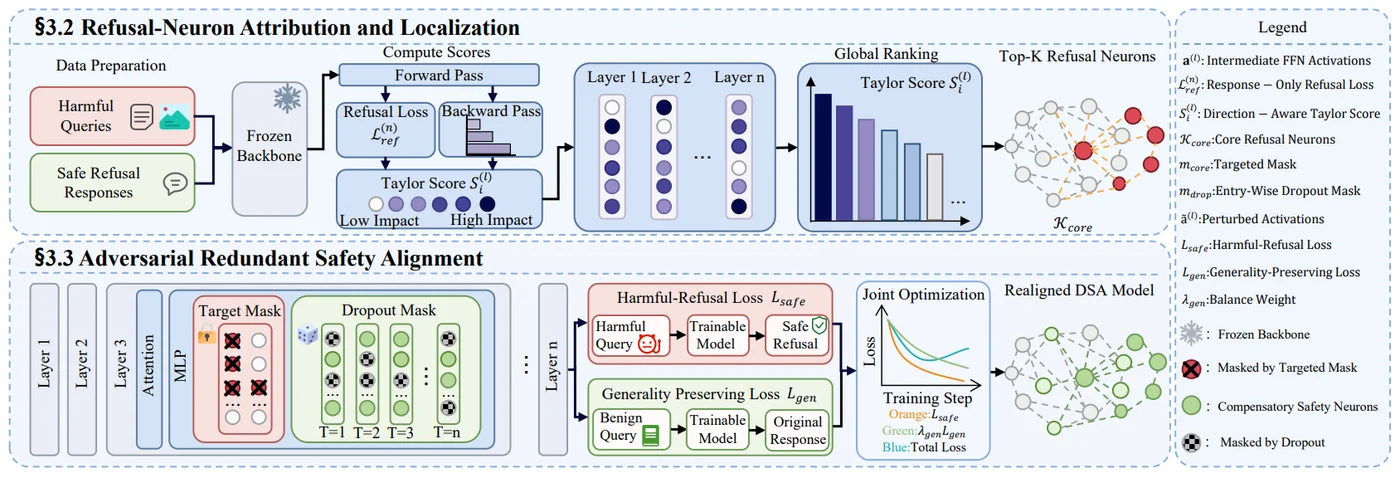 §3.2 Refusal-Neuron Attribution and Localization
Data Preparation
Harmful
Queries
Safe Refusal
Responses
Frozen
Backbone
Compute Scores
Forward Pass
Refusal Loss
ℒ_ref^(n)
Backward Pass
Taylor Score S_i^(l)
Low Impact
High Impact
Layer 1 Layer 2
Layer n
...
Global Ranking
Taylor Score S_i^(l)
...
Top-K Refusal Neurons
𝒦_core
§3.3 Adversarial Redundant Safety Alignment
Layer 1
Layer 2
Layer 3
Attention
MLP
Target Mask
...
Dropout Mask
...
T=1
T=2
T=3
T=n
...
Layer n
Harmful-Refusal Loss L_safe
Harmful
Query
Trainable
Model
Safe
Refusal
Generality Preserving Loss L_gen
Benign
Query
Trainable
Model
Original
Response
Joint Optimization
Loss
Training Step
Orange:L_safe
Green:λ_gen L_gen
Blue:Total Loss
Realigned DSA Model
Legend
a^(l): Intermediate FFN Activations
ℒ_ref^(n):Response − Only Refusal Loss
S_i^(l): Direction − Aware Taylor Score
𝒦_core:Core Refusal Neurons
m_core:Targeted Mask
m_drop:Entry-Wise Dropout Mask
ã^(l):Perturbed Activations
L_safe:Harmful-Refusal Loss
L_gen:Generality-Preserving Loss
λ_gen:Balance Weight
: Frozen Backbone
: Masked by Targeted Mask
: Compensatory Safety Neurons
: Masked by Dropout